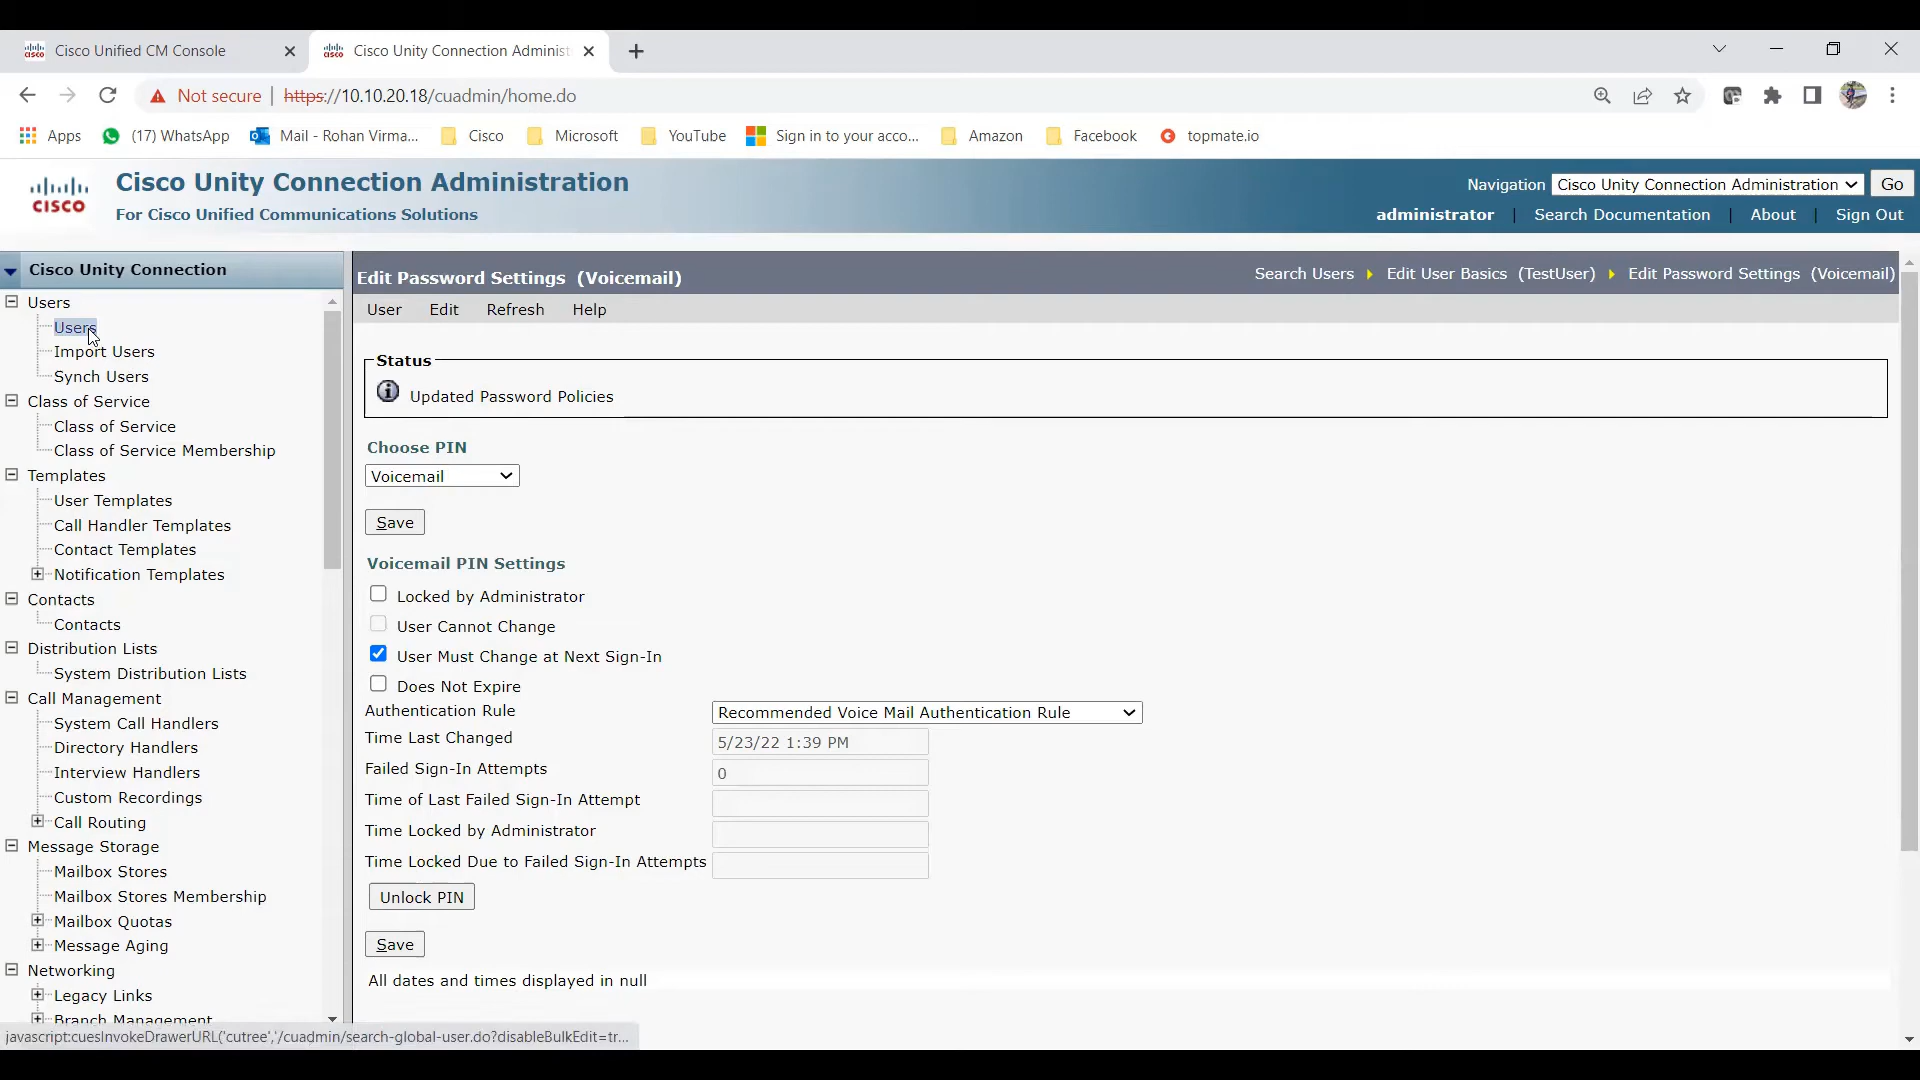 Cisco Unified CM Console
Cisco Unity Connection Administ
Not secure | https://10.10.20.18/cuadmin/home.do
Apps
(17) WhatsApp
Mail - Rohan Virma...
Cisco
Microsoft
YouTube
Sign in to your acco...
Amazon
Facebook
topmate.io
CISCO
Cisco Unity Connection Administration
For Cisco Unified Communications Solutions
Navigation Cisco Unity Connection Administration Go
administrator | Search Documentation | About | Sign Out
Cisco Unity Connection
Users
Users
Import Users
Synch Users
Class of Service
Class of Service
Class of Service Membership
Templates
User Templates
Call Handler Templates
Contact Templates
Notification Templates
Contacts
Contacts
Distribution Lists
System Distribution Lists
Call Management
System Call Handlers
Directory Handlers
Interview Handlers
Custom Recordings
Call Routing
Message Storage
Mailbox Stores
Mailbox Stores Membership
Mailbox Quotas
Message Aging
Networking
Legacy Links
Branch Management
Edit Password Settings (Voicemail)
Search Users Edit User Basics (TestUser) Edit Password Settings (Voicemail)
User Edit Refresh Help
Status
Updated Password Policies
Choose PIN
Voicemail
Save
Voicemail PIN Settings
Locked by Administrator
User Cannot Change
User Must Change at Next Sign-In
Does Not Expire
Authentication Rule Recommended Voice Mail Authentication Rule
Time Last Changed 5/23/22 1:39 PM
Failed Sign-In Attempts 0
Time of Last Failed Sign-In Attempt
Time Locked by Administrator
Time Locked Due to Failed Sign-In Attempts
Unlock PIN
Save
All dates and times displayed in null
javascript:cuesInvokeDrawerURL('cutree','/cuadmin/search-global-user.do?disableBulkEdit=tr...